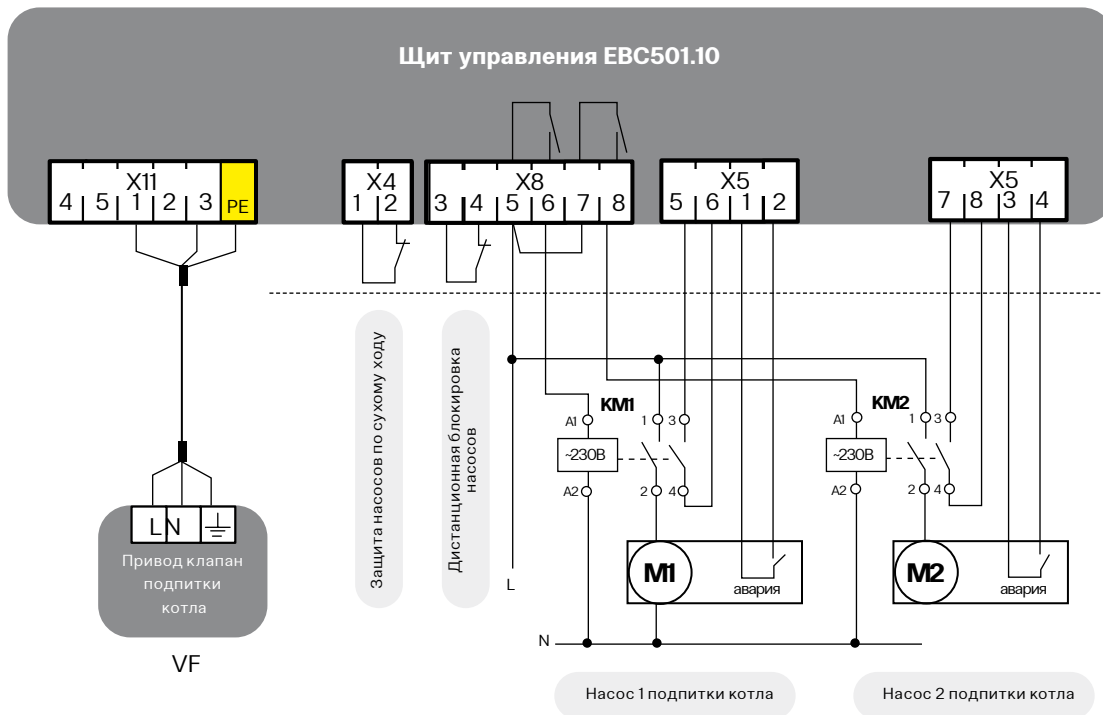 Щит управления EBC501.10
X11
4 5 1 2 3 PE
X4
1 2
X8
3 4 5 6 7 8
X5
5 6 1 2
X5
7 8 3 4
Защита насосов по сухому ходу
Дистанционная блокировка
насосов
L
N
KM1
A1
1
3
~230В
A2
2
4
M1
авария
KM2
A1
1
3
~230В
A2
2
4
M2
авария
L N
Привод клапан
подпитки
котла
VF
Насос 1 подпитки котла
Насос 2 подпитки котла